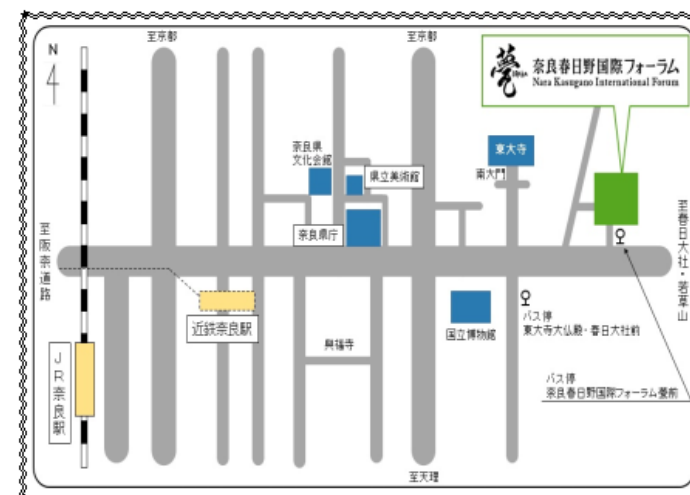 至京都
至京都
N
甍
奈良春日野国際フォーラム
Nara Kasugano International Forum
奈良県
文化会館
県立美術館
東大寺
南大門
奈良県庁
至阪奈道路
至春日大社・若草山
近鉄奈良駅
国立博物館
バス停
東大寺大仏殿・春日大社前
興福寺
JR奈良駅
バス停
奈良春日野国際フォーラム甍前
至天理